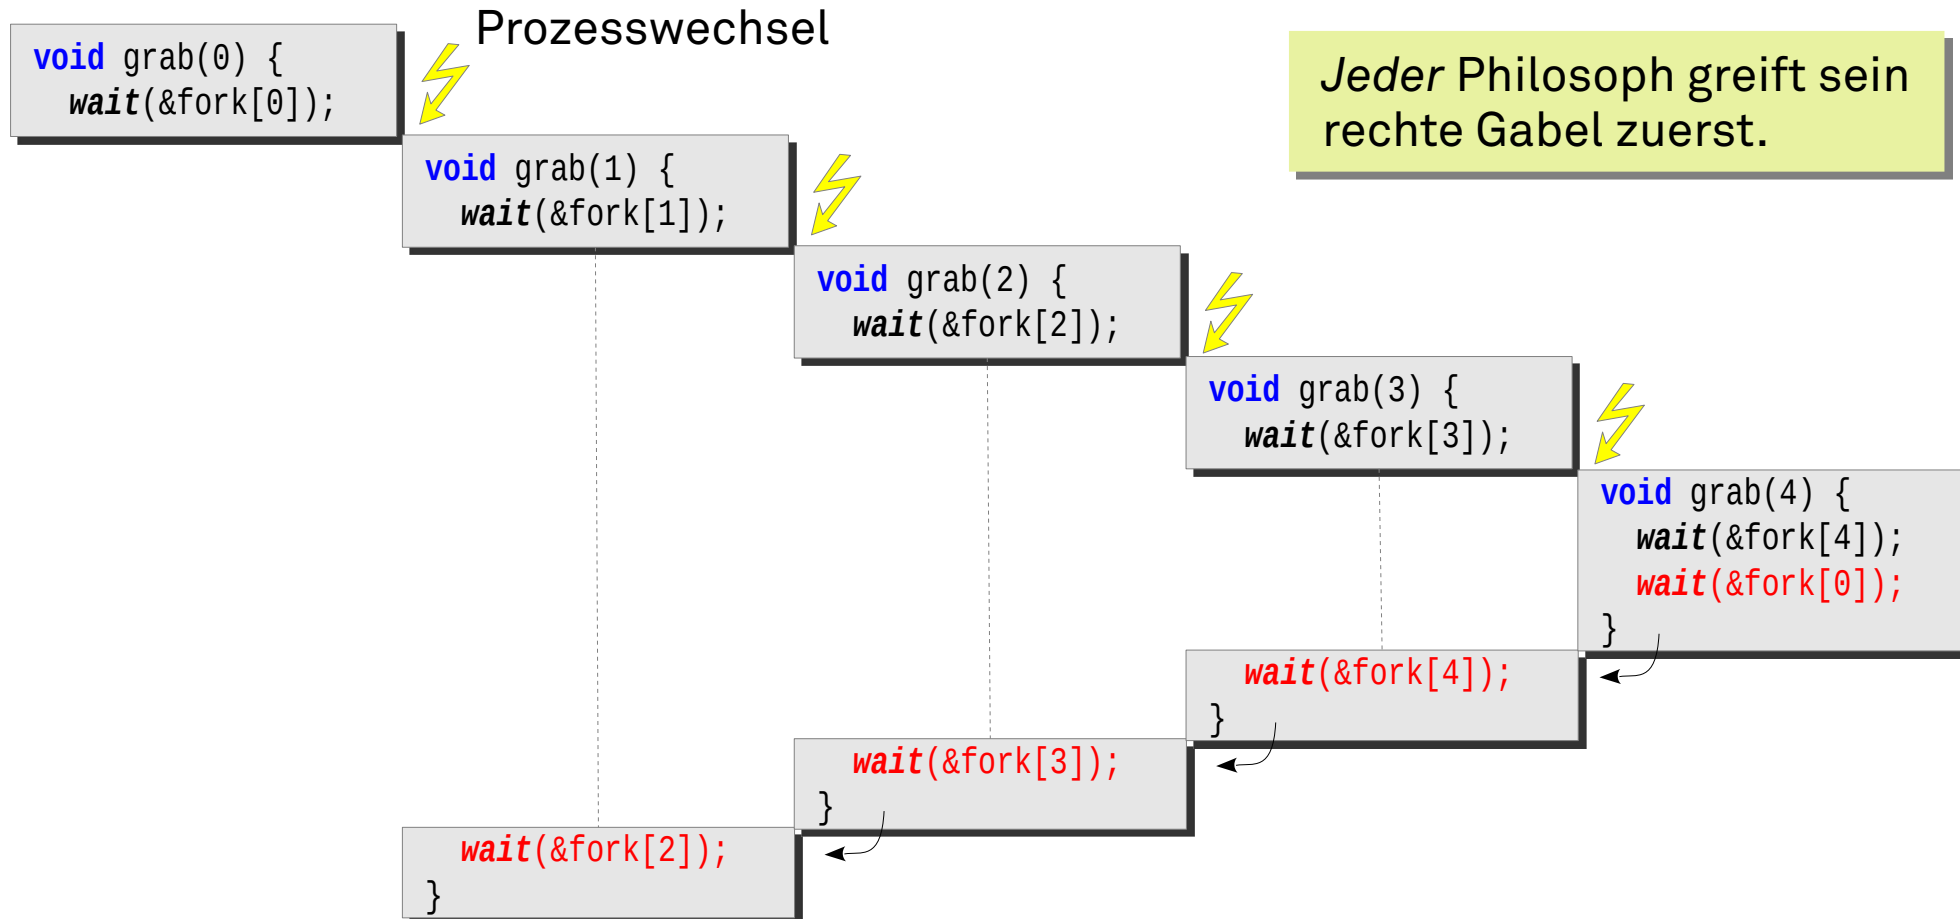 Prozesswechsel
void grab(0) {
wait(&fork[0]);
Jeder Philosoph greift sein
rechte Gabel zuerst.
void grab(1) {
wait(&fork[1]);
void grab(2) {
wait(&fork[2]);
void grab(3) {
wait(&fork[3]);
void grab(4) {
wait(&fork[4]);
wait(&fork[0]);
}
wait(&fork[4]);
}
wait(&fork[3]);
}
wait(&fork[2]);
}